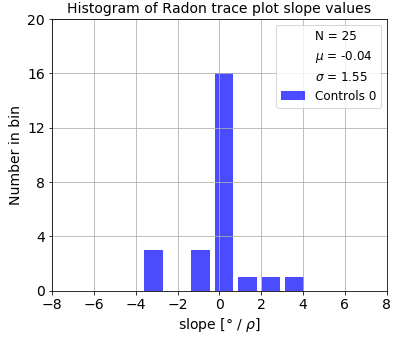 Histogram of Radon trace plot slope values
N = 25
μ = -0.04
σ = 1.55
Controls 0
Number in bin
20
16
12
8
4
0
−8 −6 −4 −2 0 2 4 6 8
slope [° / ρ]